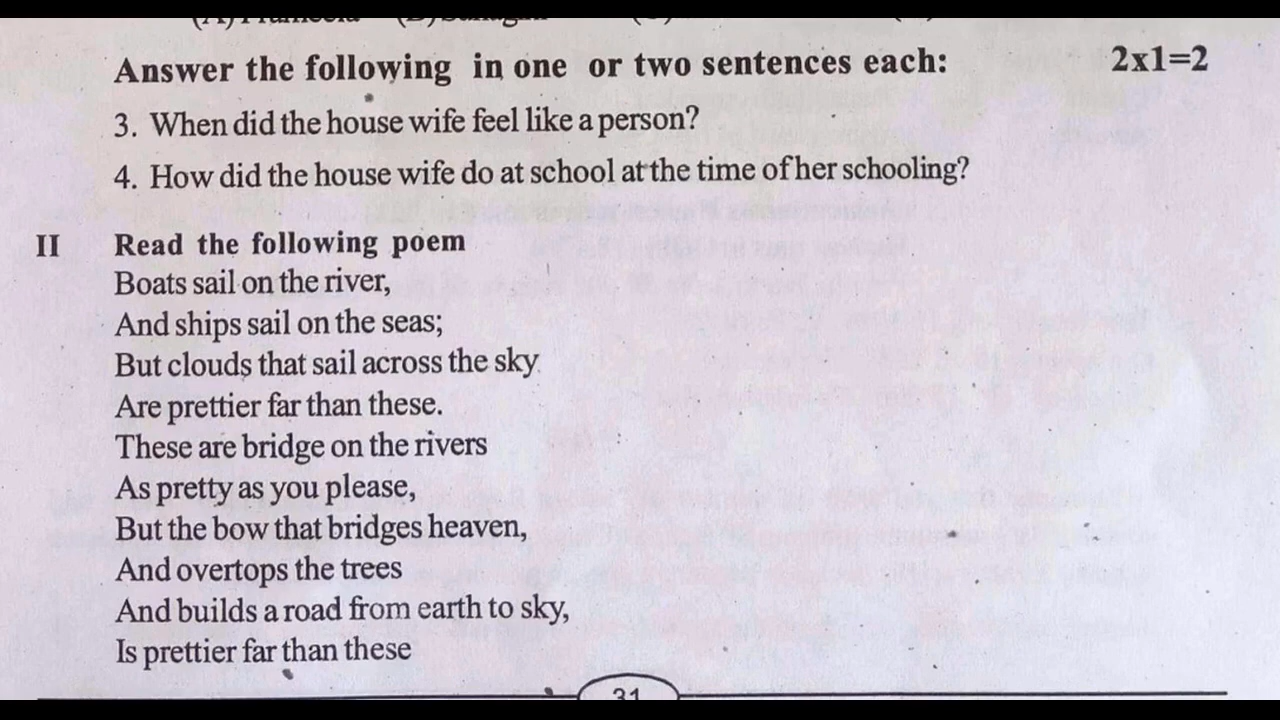 Answer the following in one or two sentences each: 2x1=2
3. When did the house wife feel like a person?
4. How did the house wife do at school at the time of her schooling?
II Read the following poem
Boats sail on the river,
And ships sail on the seas;
But clouds that sail across the sky
Are prettier far than these.
These are bridge on the rivers
As pretty as you please,
But the bow that bridges heaven,
And overtops the trees
And builds a road from earth to sky,
Is prettier far than these
31